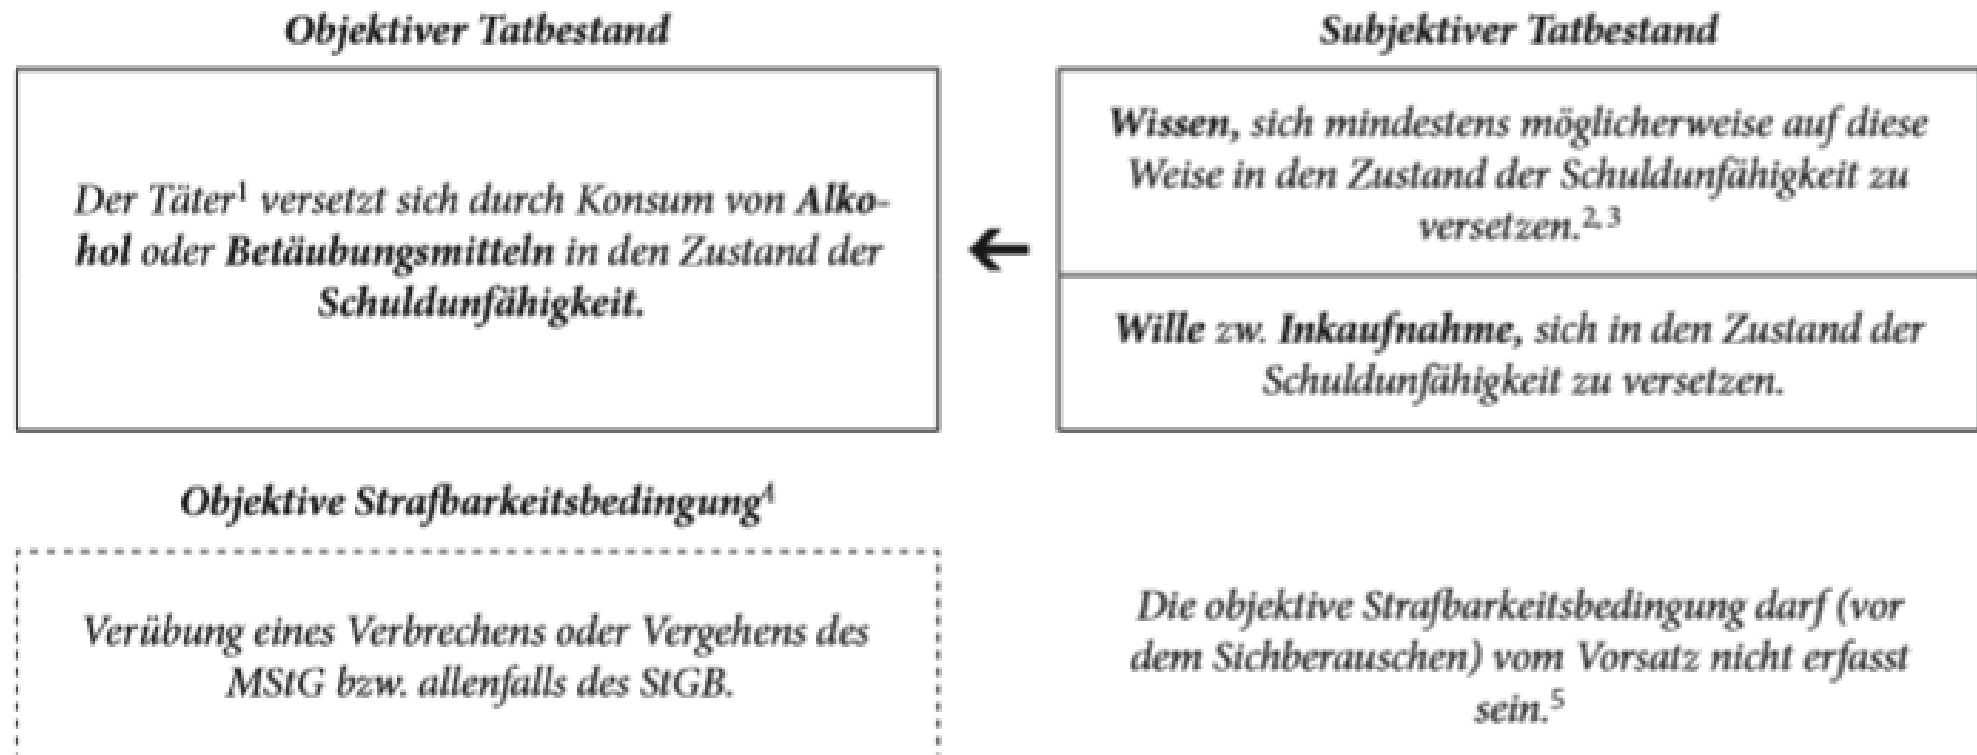 Objektiver Tatbestand
Der Täter¹ versetzt sich durch Konsum von Alko-
hol oder Betäubungsmitteln in den Zustand der
Schuldunfähigkeit.
Subjektiver Tatbestand
Wissen, sich mindestens möglicherweise auf diese
Weise in den Zustand der Schuldunfähigkeit zu
versetzen.²,³
Wille zw. Inkaufnahme, sich in den Zustand der
Schuldunfähigkeit zu versetzen.
Objektive Strafbarkeitsbedingung⁴
Verübung eines Verbrechens oder Vergehens des
MStG bzw. allenfalls des StGB.
Die objektive Strafbarkeitsbedingung darf (vor
dem Sichberauschen) vom Vorsatz nicht erfasst
sein.⁵